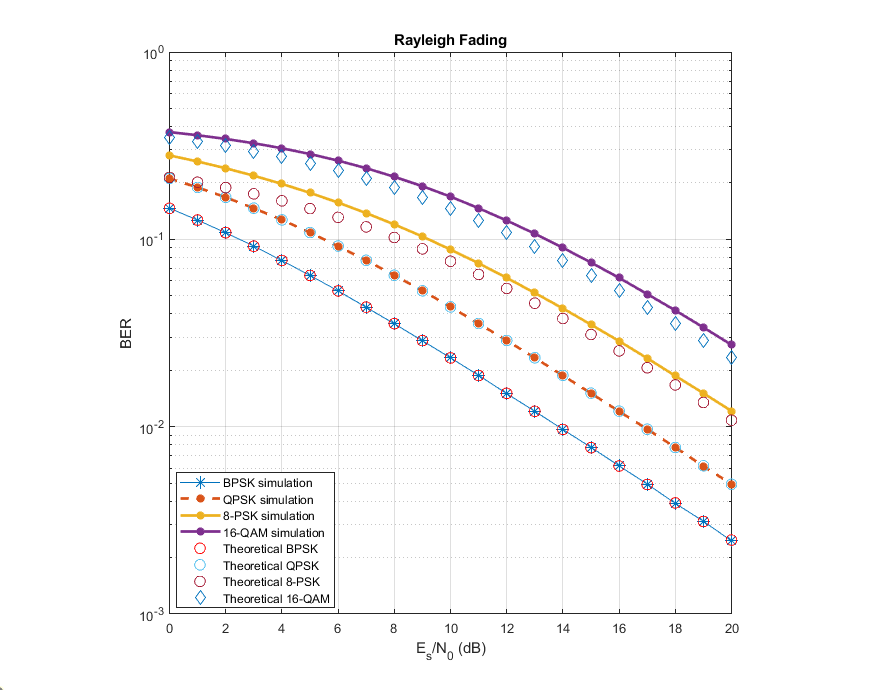 Rayleigh Fading
10^0
10^-1
10^-2
10^-3
BER
BPSK simulation
QPSK simulation
8-PSK simulation
16-QAM simulation
Theoretical BPSK
Theoretical QPSK
Theoretical 8-PSK
Theoretical 16-QAM
0 2 4 6 8 10 12 14 16 18 20
E_s/N_0 (dB)